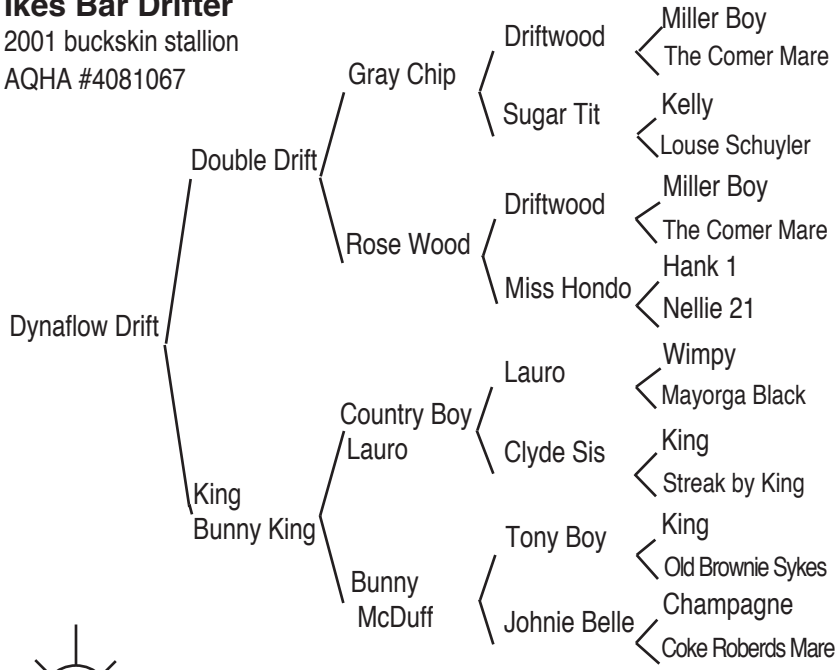 Ikes Bar Drifter
2001 buckskin stallion
AQHA #4081067
Dynaflow Drift
Double Drift
King
Bunny King
Gray Chip
Rose Wood
Country Boy
Lauro
Bunny
McDuff
Driftwood
Sugar Tit
Driftwood
Miss Hondo
Lauro
Clyde Sis
Tony Boy
Johnie Belle
Miller Boy
The Comer Mare
Kelly
Louse Schuyler
Miller Boy
The Comer Mare
Hank 1
Nellie 21
Wimpy
Mayorga Black
King
Streak by King
King
Old Brownie Sykes
Champagne
Coke Roberds Mare